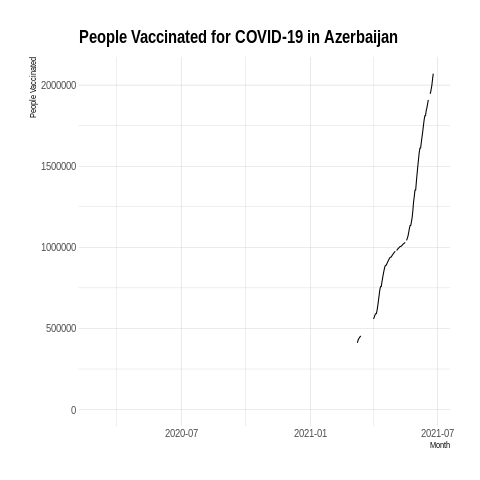 People Vaccinated for COVID-19 in Azerbaijan
People Vaccinated
2000000
1500000
1000000
500000
0
2020-07 2021-01 2021-07
Month